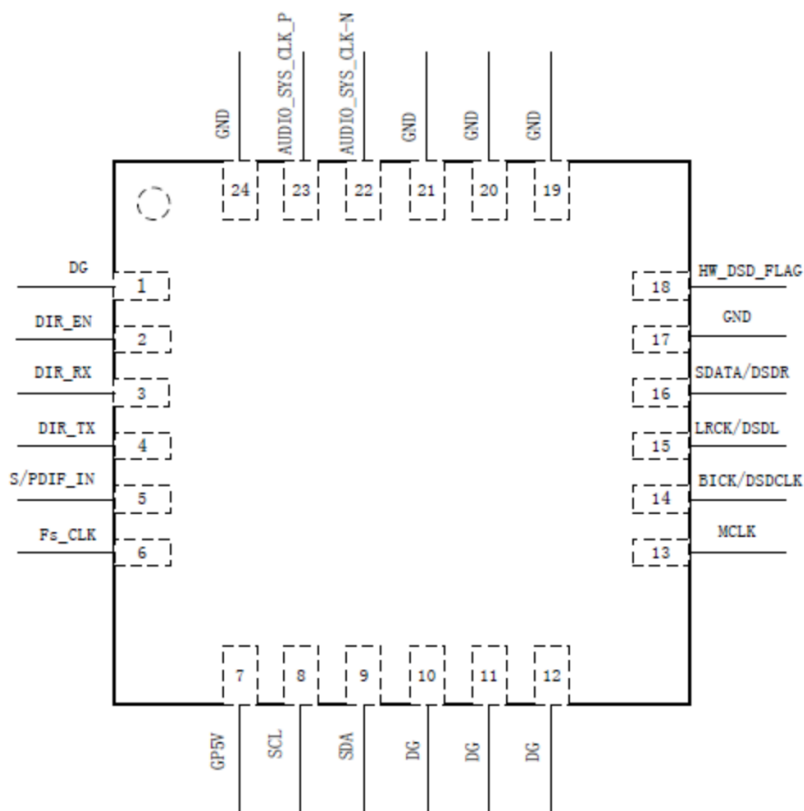 GND
AUDIO_SYS_CLK_P
AUDIO_SYS_CLK-N
GND
GND
GND
24
23
22
21
20
19
DG
1
DIR_EN
2
DIR_RX
3
DIR_TX
4
S/PDIF_IN
5
Fs_CLK
6
HW_DSD_FLAG
18
GND
17
SDATA/DSDR
16
LRCK/DSDL
15
BICK/DSDCLK
14
MCLK
13
7
8
9
10
11
12
GP5V
SCL
SDA
DG
DG
DG